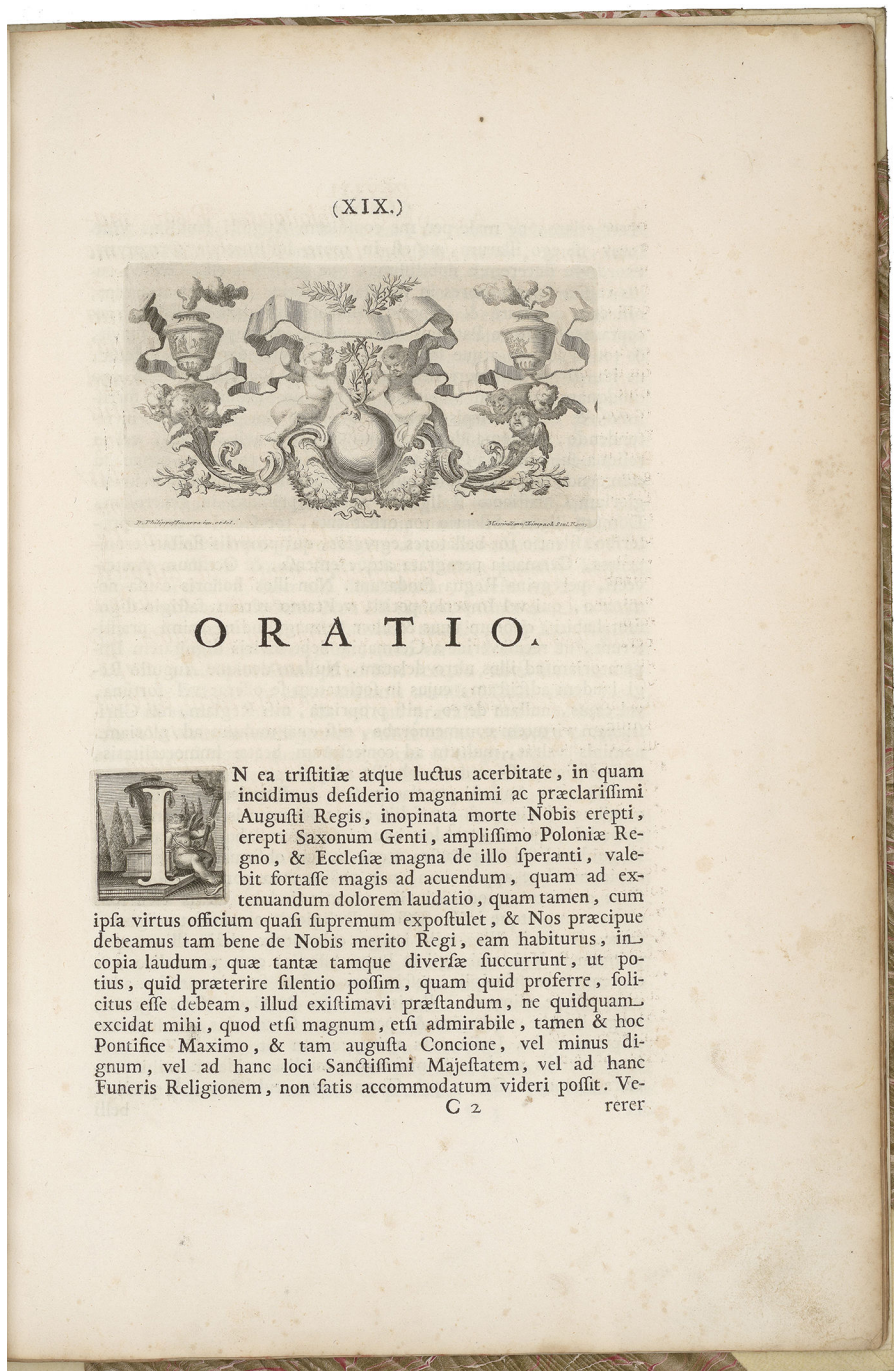 (XIX.)
D. Philippus Juvarra inv. et del.
ORATIO.
IN ea triſtitiæ atque luctus acerbitate, in quam
incidimus deſiderio magnanimi ac præclariſſimi
Auguſti Regis, inopinata morte Nobis erepti,
erepti Saxonum Genti, ampliſſimo Poloniæ Re-
gno, & Eccleſiæ magna de illo ſperanti, vale-
bit fortaſſe magis ad acuendum, quam ad ex-
tenuandum dolorem laudatio, quam tamen, cum
ipſa virtus officium quaſi ſupremum expoſtulet, & Nos præcipue
debeamus tam bene de Nobis merito Regi, eam habiturus, in
copia laudum, quæ tantæ tamque diverſæ ſuccurrunt, ut po-
tius, quid præterire ſilentio poſſim, quam quid proferre, ſoli-
citus eſſe debeam, illud exiſtimavi præſtandum, ne quidquam
excidat mihi, quod etſi magnum, etſi admirabile, tamen & hoc
Pontifice Maximo, & tam auguſta Concione, vel minus di-
gnum, vel ad hanc loci Sanctiſſimi Majeſtatem, vel ad hanc
Funeris Religionem, non ſatis accommodatum videri poſſit. Ve-
C 2 rerer